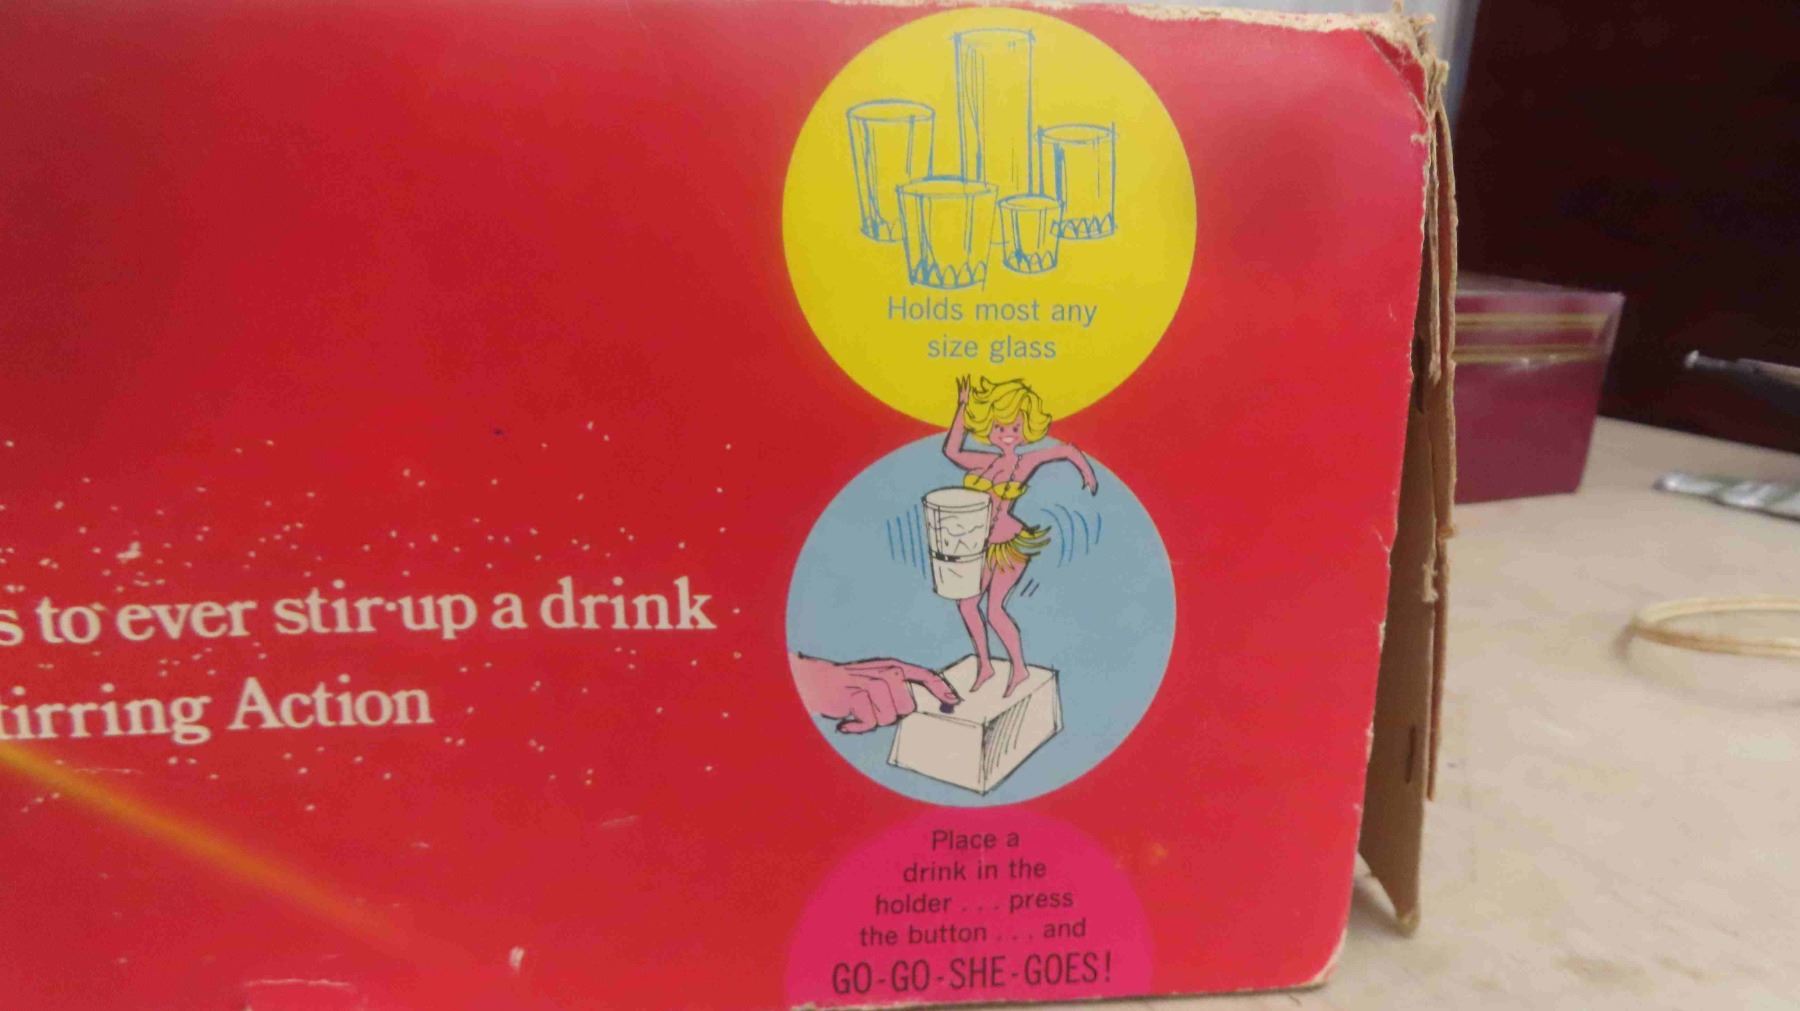 Holds most any
size glass
to ever stir-up a drink
Action
Place a
drink in the
holder . . . press
the button . . . and
GO-GO-SHE-GOES!